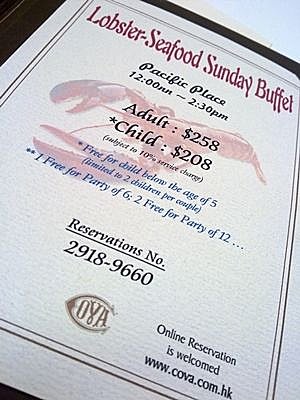 Lobster-Seafood Sunday Buffet
Pacific Place
12:00nn – 2:30pm
Adult : $258
*Child : $208
(subject to 10% service charge)
* Free for child below the age of 5
(limited to 2 children per couple)
** 1 Free for Party of 6; 2 Free for Party of 12 ...
Reservations No.
2918-9660
COVA
Online Reservation
is welcomed
www.cova.com.hk